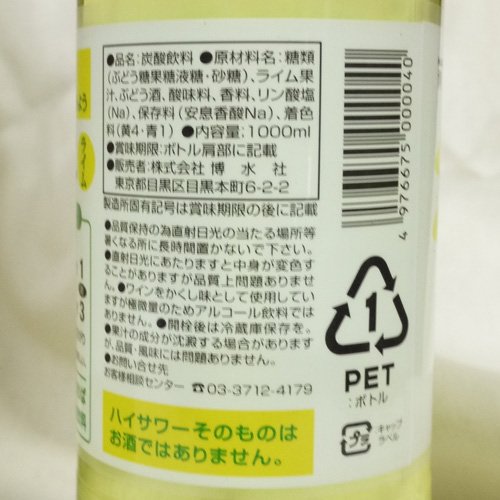 ●品名:炭酸飲料●原材料名:糖類
(ぶどう糖果糖液糖・砂糖)、ライム果
汁、ぶどう酒、酸味料、香料、リン酸塩
(Na)、保存料(安息香酸Na)、着色
料(黄4・青1) ●内容量:1000ml
●賞味期限:ボトル肩部に記載
●販売者:株式会社 博 水 社
東京都目黒区目黒本町6-2-2
製造所固有記号は賞味期限の後に記載
●品質保持の為直射日光の当たる場所等
暑くなる所に長時間置かないで下さい。
●直射日光にあたりますと中身が変色す
ることがありますが品質上問題ありませ
ん。●ワインをかくし味として使用してい
ますが極微量のためアルコール飲料では
ありません。●開栓後は冷蔵庫保存を。
●果汁の成分が沈澱する場合があります
が、品質・風味には問題ありません。
●お問い合せ先
お客様相談センター ☎03-3712-4179
ハイサワーそのものは
お酒ではありません。
4 976675 000040
1
PET
:ボトル
プラ
キャップ
ラベル
ライム